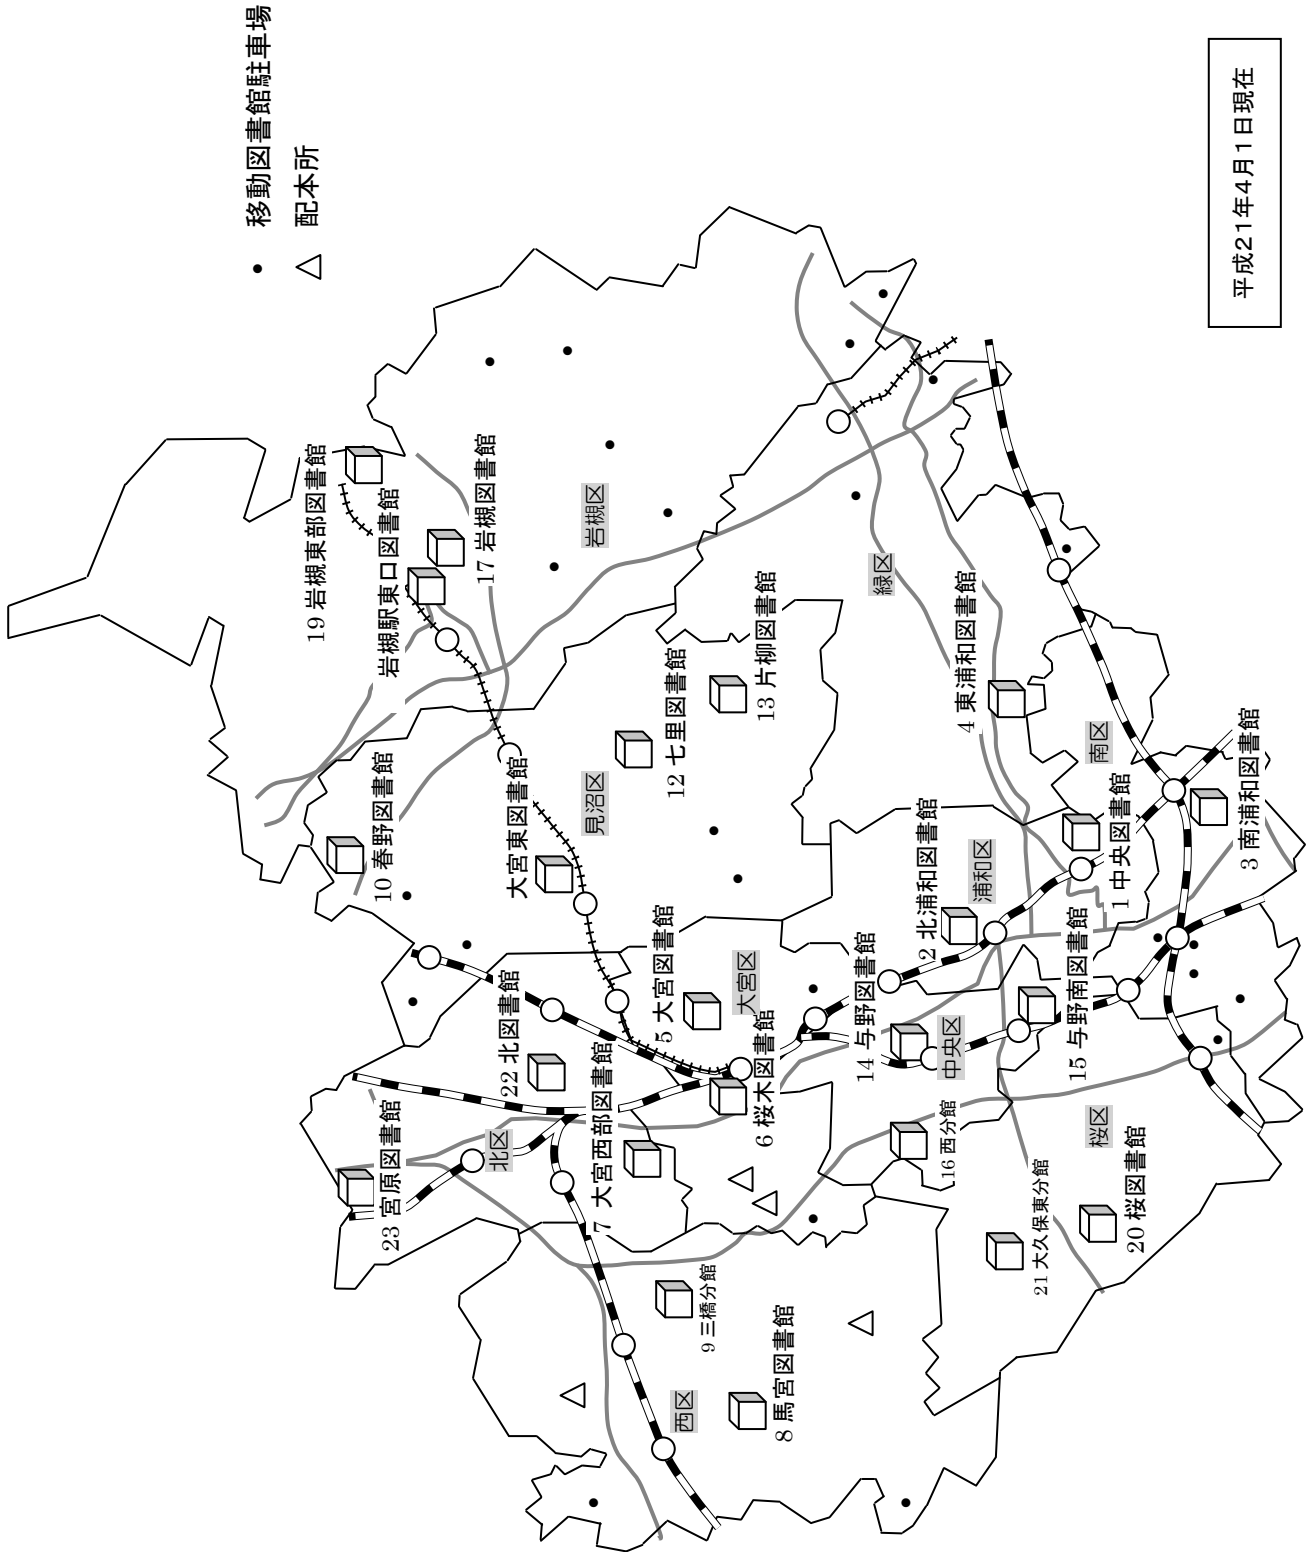 移動図書館駐車場
配本所
19 岩槻東部図書館
岩槻駅東口図書館
17 岩槻図書館
岩槻区
10 春野図書館
大宮東図書館
見沼区
12 七里図書館
13 片柳図書館
緑区
4 東浦和図書館
23 宮原図書館
北区
22 北図書館
7 大宮西部図書館
5 大宮図書館
大宮区
6 桜木図書館
14 与野図書館
2 北浦和図書館
浦和区
中央区
南区
1 中央図書館
3 南浦和図書館
15 与野南図書館
16 西分館
桜区
20 桜図書館
21 大久保東分館
9 三橋分館
西区
8 馬宮図書館
平成21年4月1日現在